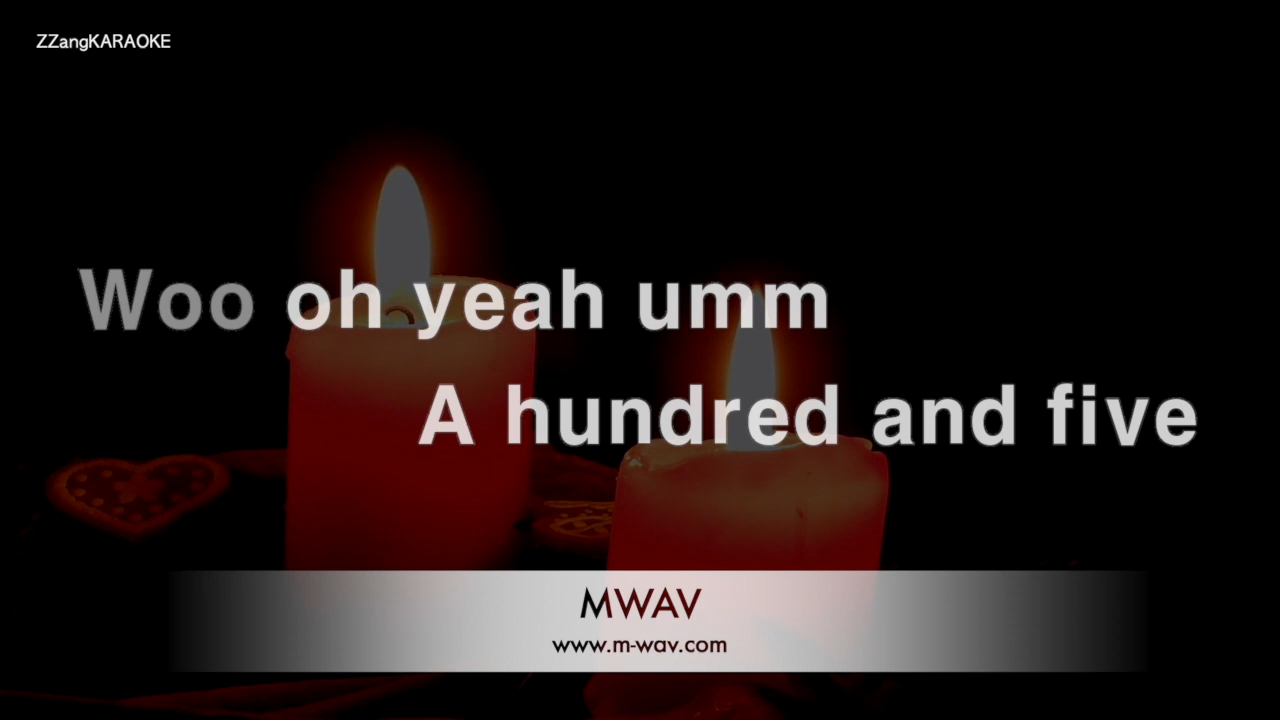 ZZangKARAOKE
Woo oh yeah umm
A hundred and five
MWAV
www.m-wav.com